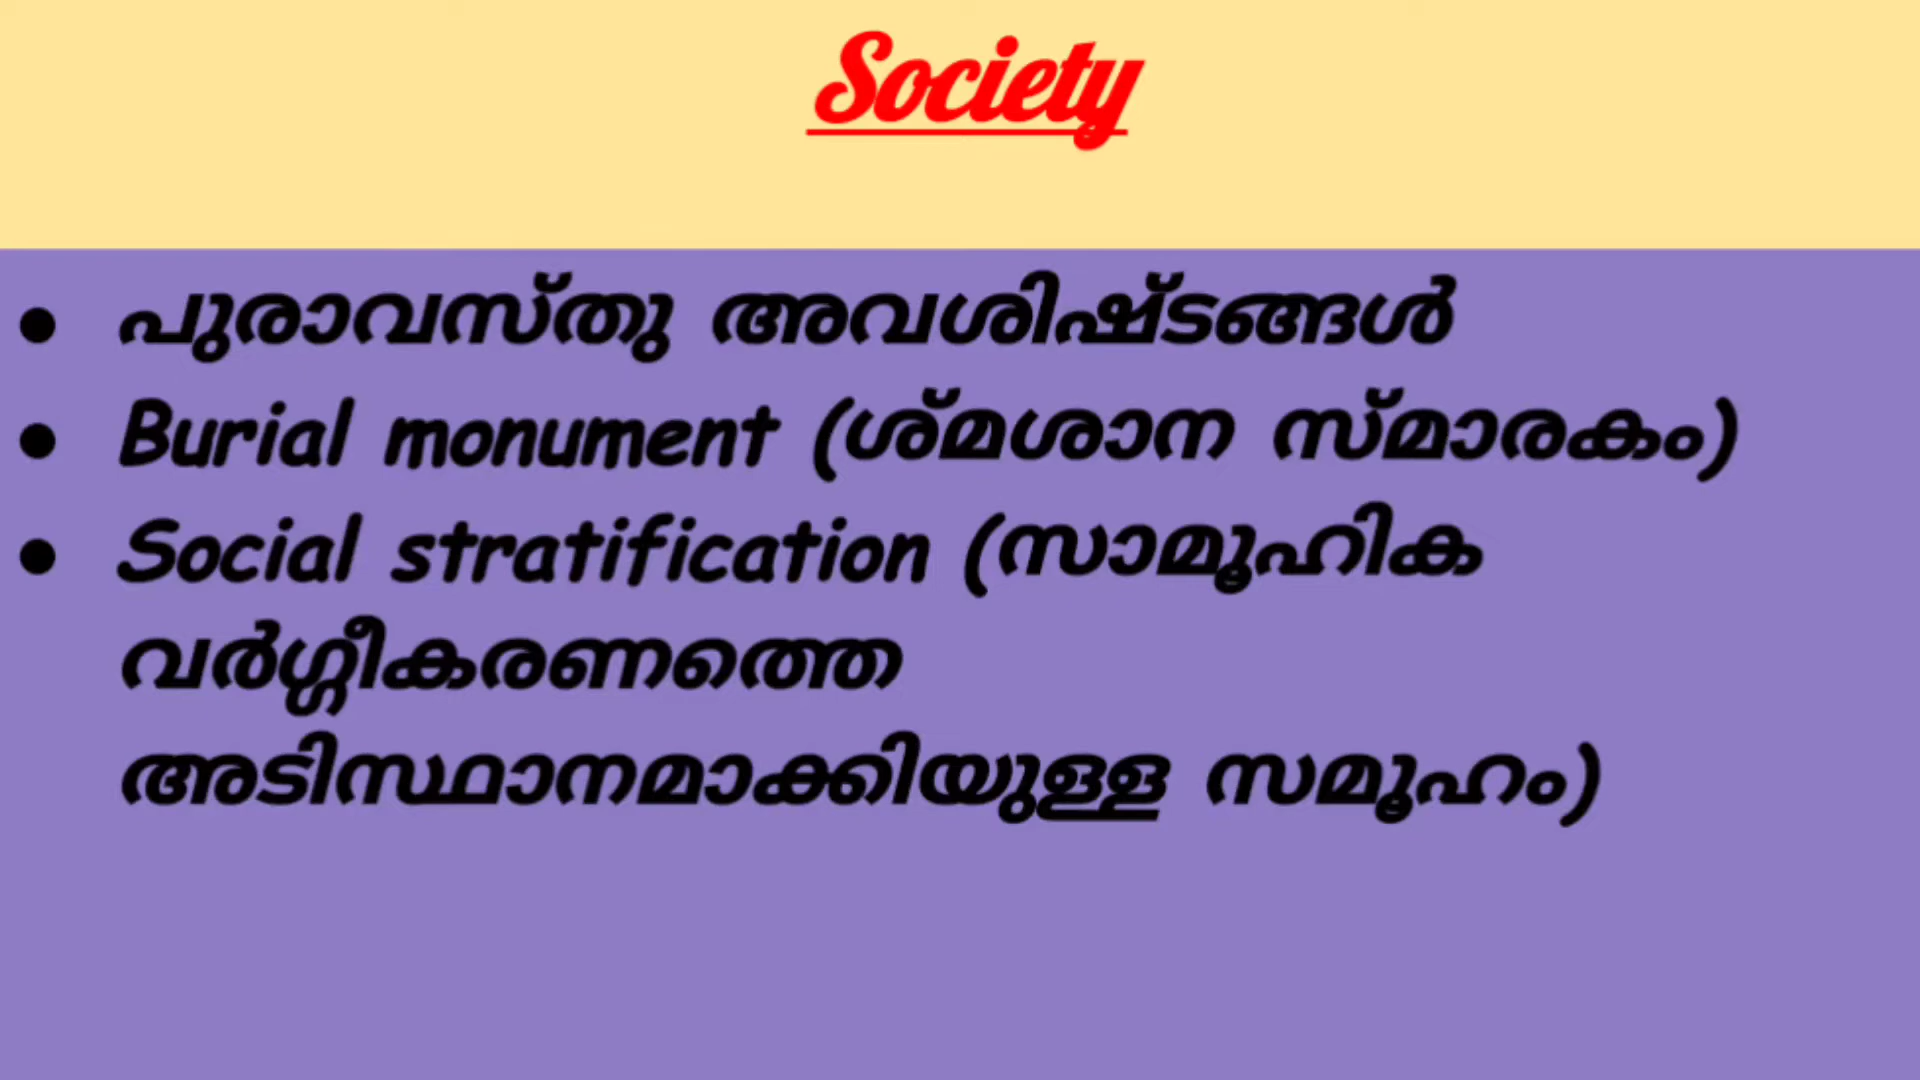 Society
• പുരാവസ്തു അവശിഷ്ടങ്ങൾ
• Burial monument (ശ്മശാന സ്മാരകം)
• Social stratification (സാമൂഹിക
വർഗ്ഗീകരണത്തെ
അടിസ്ഥാനമാക്കിയുള്ള സമൂഹം)